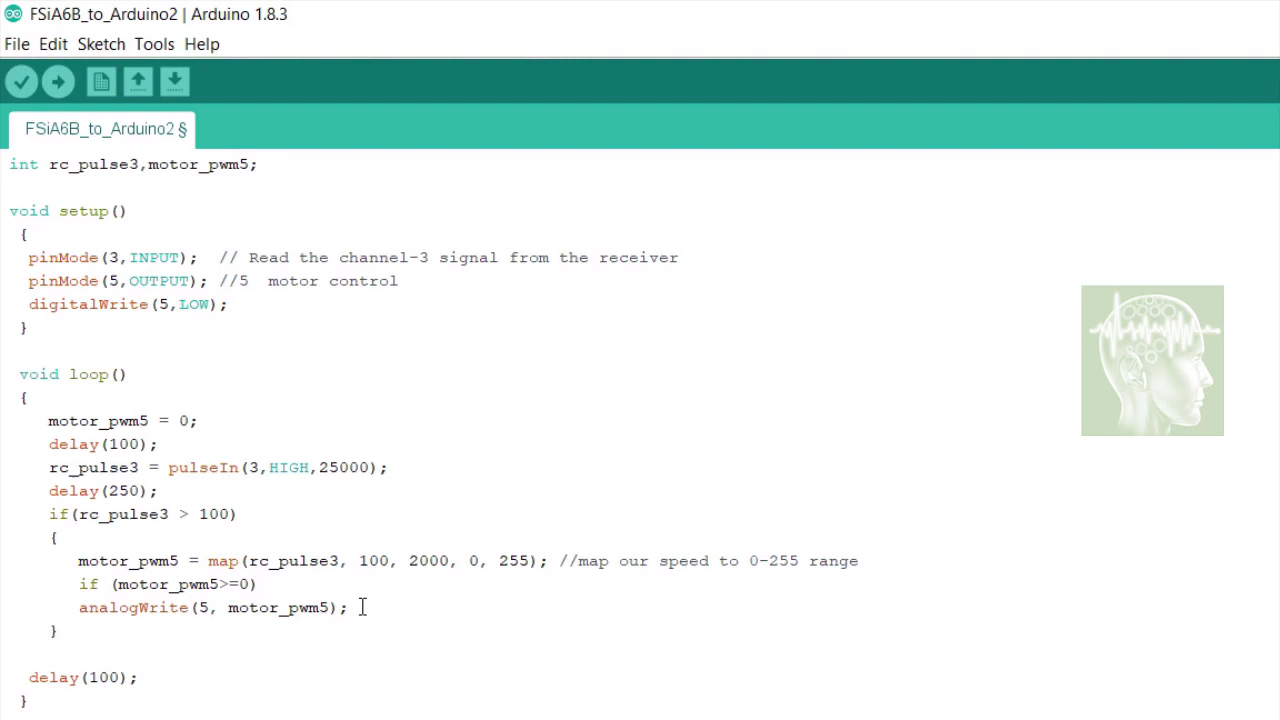 FSiA6B_to_Arduino2 | Arduino 1.8.3
File Edit Sketch Tools Help
FSiA6B_to_Arduino2 §
int rc_pulse3,motor_pwm5;
void setup()
{
pinMode(3,INPUT); // Read the channel-3 signal from the receiver
pinMode(5,OUTPUT); //5 motor control
digitalWrite(5,LOW);
}
void loop()
{
motor_pwm5 = 0;
delay(100);
rc_pulse3 = pulseIn(3,HIGH,25000);
delay(250);
if(rc_pulse3 > 100)
{
motor_pwm5 = map(rc_pulse3, 100, 2000, 0, 255); //map our speed to 0-255 range
if (motor_pwm5>=0)
analogWrite(5, motor_pwm5);
}
delay(100);
}